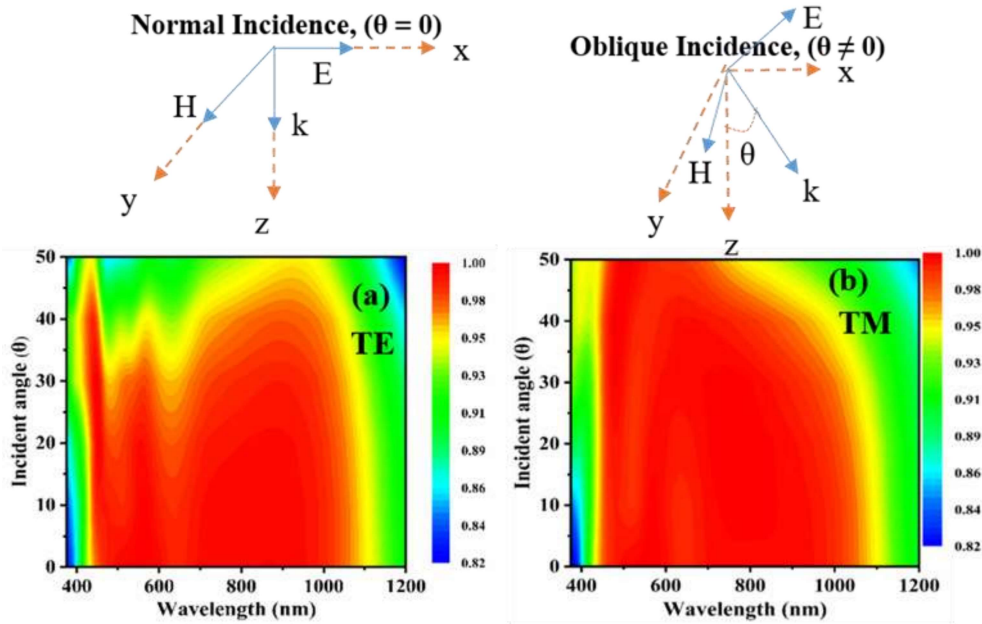 Normal Incidence, (θ = 0)
x
E
H
k
y
z
E
Oblique Incidence, (θ ≠ 0)
x
H
θ
k
y
z
50
40
30
20
10
0
Incident angle (θ)
(a)
TE
400
600
800
1000
1200
Wavelength (nm)
1.00
0.98
0.95
0.93
0.91
0.89
0.86
0.84
0.82
50
40
30
20
10
0
Incident angle (θ)
(b)
TM
400
600
800
1000
1200
Wavelength (nm)
1.00
0.98
0.95
0.93
0.91
0.89
0.86
0.84
0.82